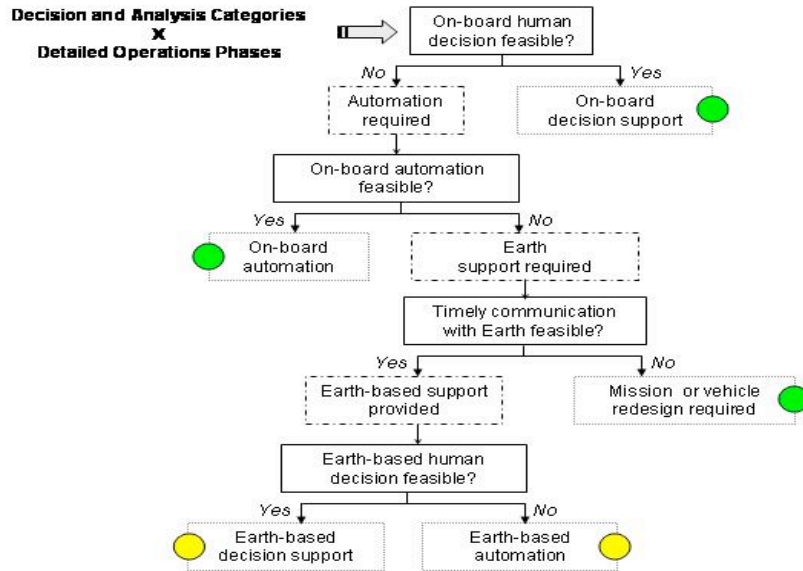 Decision and Analysis Categories
X
Detailed Operations Phases
On-board human
decision feasible?
No
Yes
Automation
required
On-board
decision support
On-board automation
feasible?
Yes
No
On-board
automation
Earth
support required
Timely communication
with Earth feasible?
Yes
No
Earth-based support
provided
Mission or vehicle
redesign required
Earth-based human
decision feasible?
Yes
No
Earth-based
decision support
Earth-based
automation